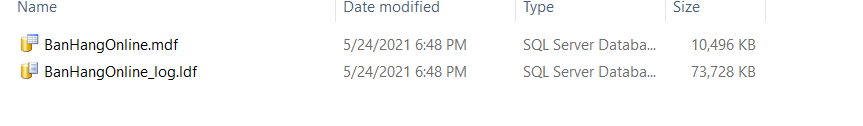 Name Date modified Type Size
BanHangOnline.mdf 5/24/2021 6:48 PM SQL Server Databa... 10,496 KB
BanHangOnline_log.ldf 5/24/2021 6:48 PM SQL Server Databa... 73,728 KB